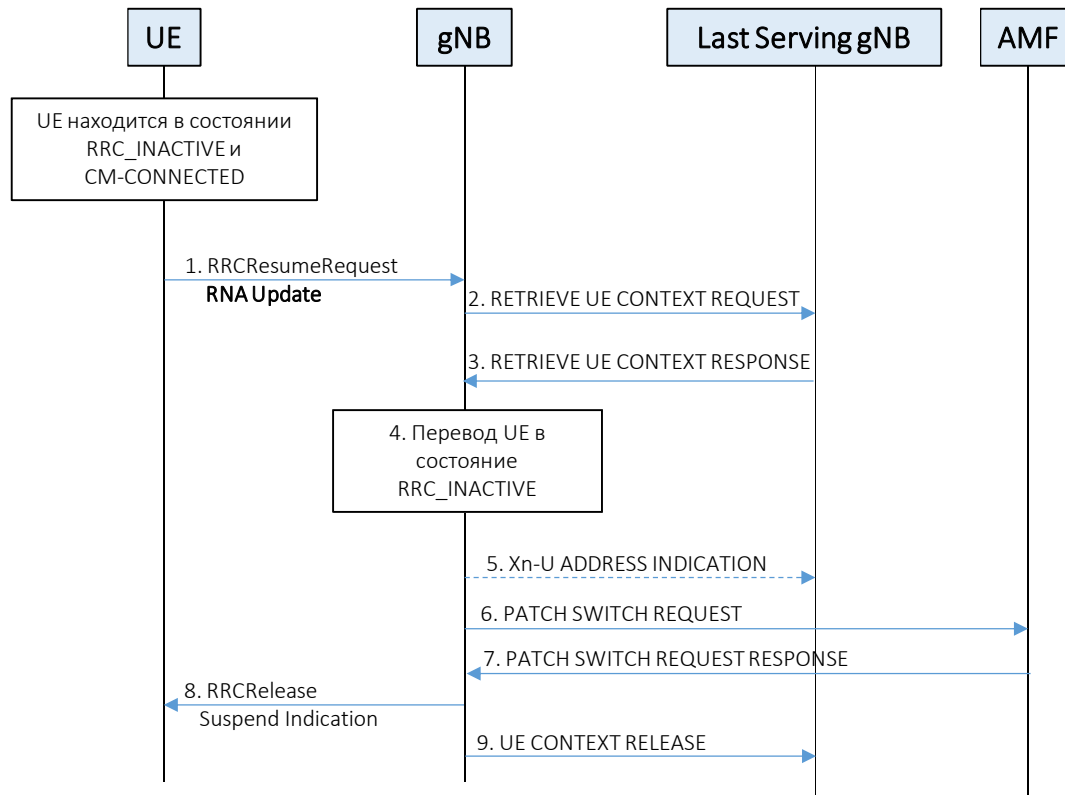 UE
gNB
Last Serving gNB
AMF
UE находится в состоянии
RRC_INACTIVE и
CM-CONNECTED
1. RRCResumeRequest
RNA Update
2. RETRIEVE UE CONTEXT REQUEST
3. RETRIEVE UE CONTEXT RESPONSE
4. Перевод UE в
состояние
RRC_INACTIVE
5. Xn-U ADDRESS INDICATION
6. PATCH SWITCH REQUEST
7. PATCH SWITCH REQUEST RESPONSE
8. RRCRelease
Suspend Indication
9. UE CONTEXT RELEASE